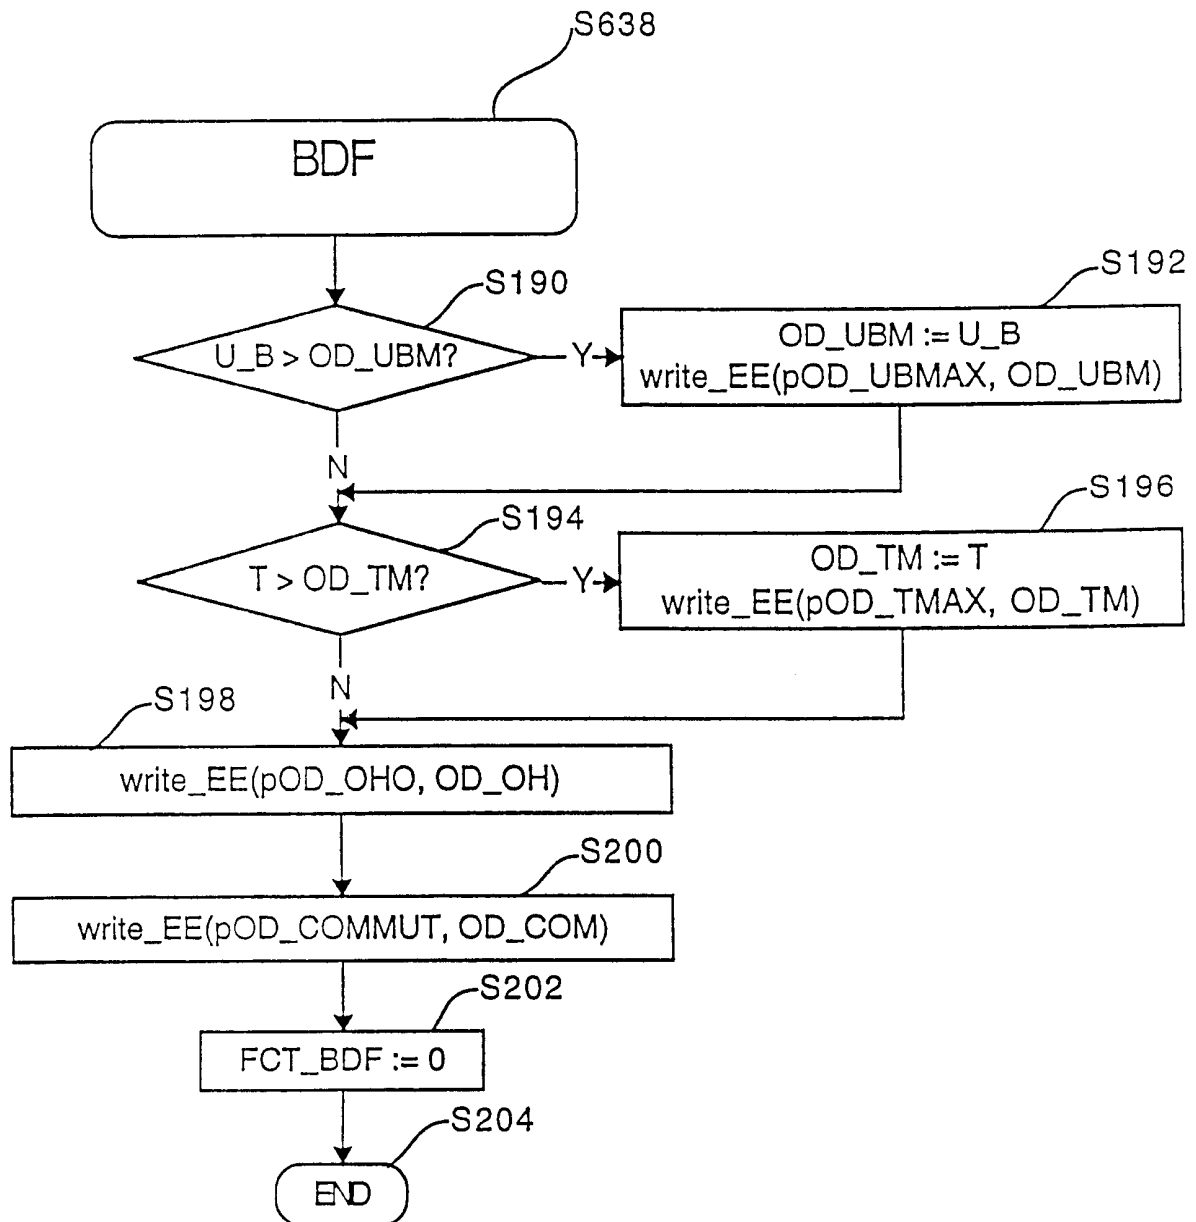 S638
BDF
S190
U_B > OD_UBM?
Y
S192
OD_UBM := U_B
write_EE(pOD_UBMAX, OD_UBM)
N
S194
T > OD_TM?
Y
S196
OD_TM := T
write_EE(pOD_TMAX, OD_TM)
N
S198
write_EE(pOD_OHO, OD_OH)
S200
write_EE(pOD_COMMUT, OD_COM)
S202
FCT_BDF := 0
S204
END